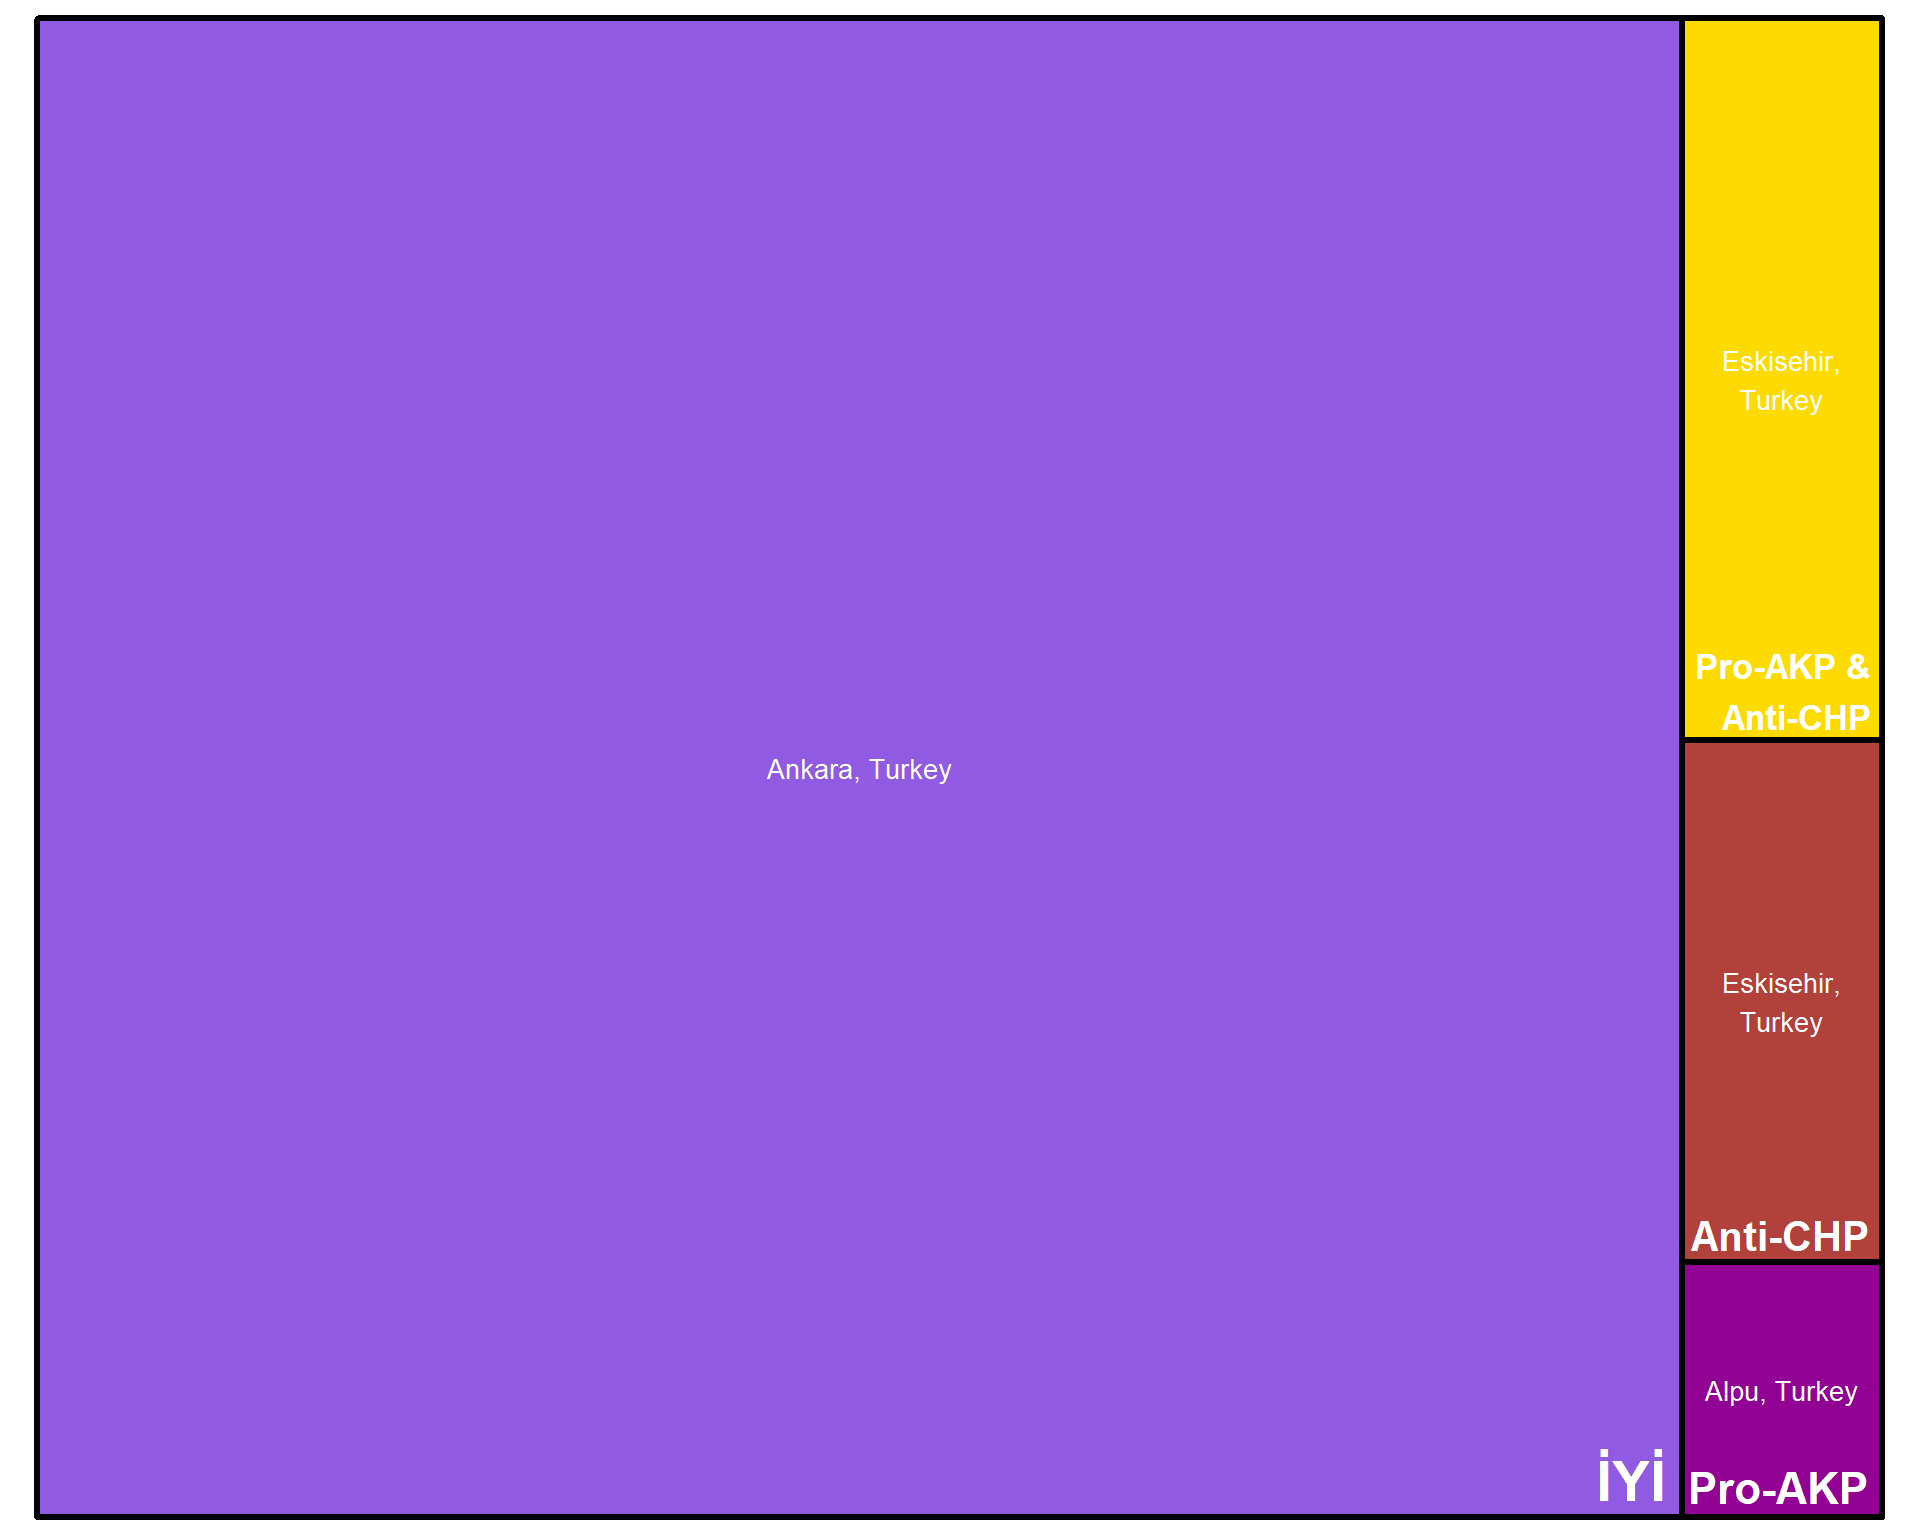 Ankara, Turkey
İYİ
Eskisehir,
Turkey
Pro-AKP &
Anti-CHP
Eskisehir,
Turkey
Anti-CHP
Alpu, Turkey
Pro-AKP